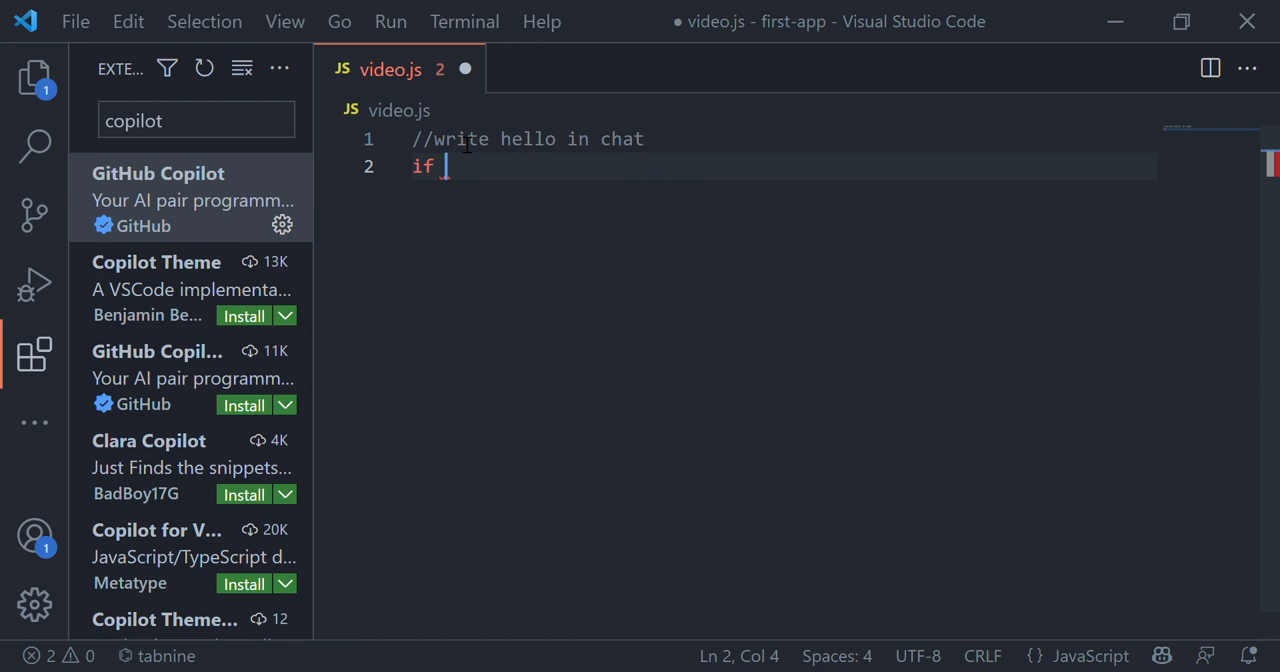 File Edit Selection View Go Run Terminal Help
● video.js - first-app - Visual Studio Code
1
1
EXTE...
copilot
GitHub Copilot
Your AI pair programm...
GitHub
Copilot Theme 13K
A VSCode implementa...
Benjamin Be... Install
GitHub Copil... 11K
Your AI pair programm...
GitHub Install
Clara Copilot 4K
Just Finds the snippets...
BadBoy17G Install
Copilot for V... 20K
JavaScript/TypeScript d...
Metatype Install
Copilot Theme... 12
JS video.js 2
JS video.js
1 //write hello in chat
2 if
2 0 tabnine
Ln 2, Col 4 Spaces: 4 UTF-8 CRLF {} JavaScript